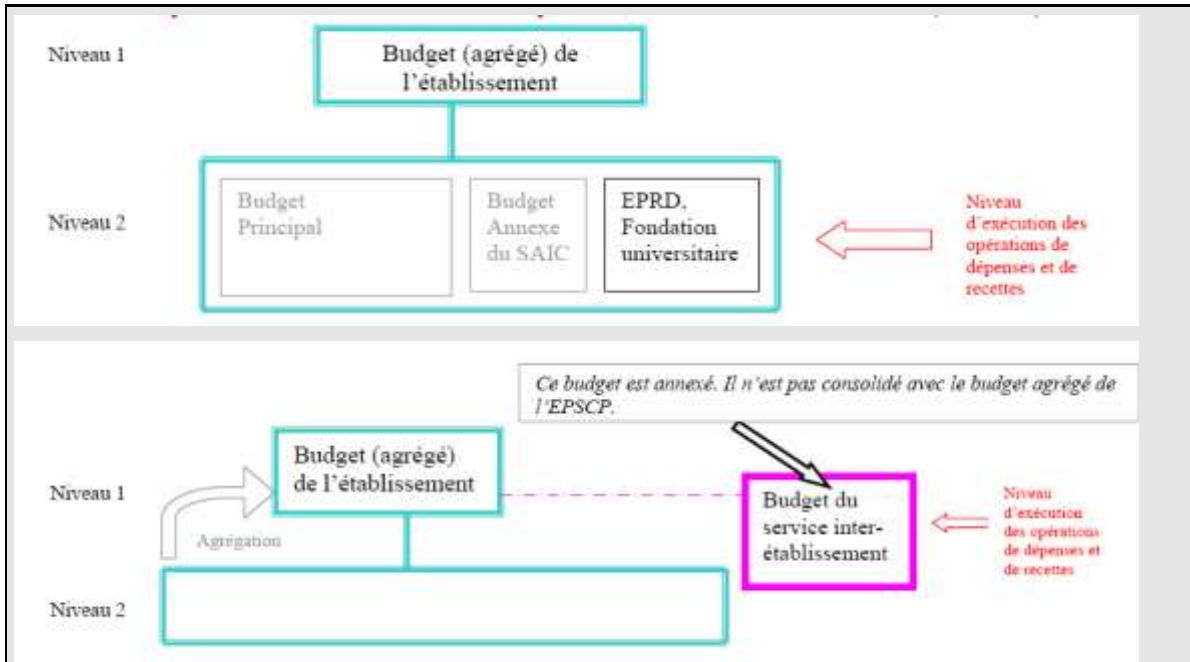 Niveau 1
Budget (agrégé) de
l’établissement
Niveau 2
Budget
Principal
Budget
Annexe
du SAIC
EPRD,
Fondation
universitaire
Niveau
d’exécution des
opérations de
dépenses et de
recettes
Ce budget est annexé. Il n’est pas consolidé avec le budget agrégé de
l’EPSCP.
Niveau 1
Budget (agrégé)
de l’établissement
Agrégation
Budget du
service inter-
établissement
Niveau
d’exécution
des opérations
de dépenses et
de recettes
Niveau 2